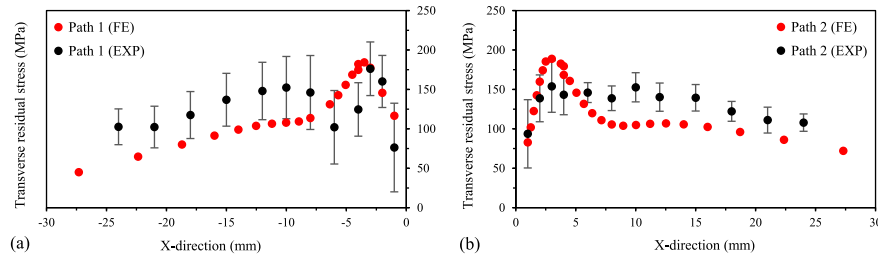 Path 1 (FE)
Path 1 (EXP)
250
200
150
100
50
0
Transverse residual stress (MPa)
-30
-25
-20
-15
-10
-5
0
(a)
X-direction (mm)
Path 2 (FE)
Path 2 (EXP)
250
200
150
100
50
0
Transverse residual stress (MPa)
0
5
10
15
20
25
30
(b)
X-direction (mm)